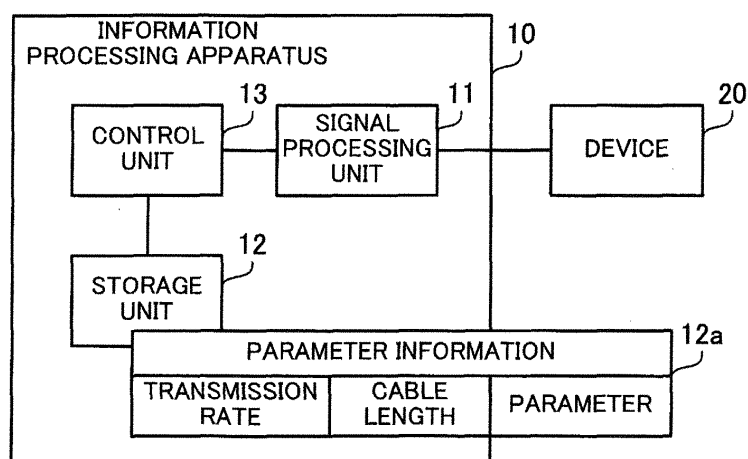 INFORMATION
PROCESSING APPARATUS
10
13
11
20
CONTROL
UNIT
SIGNAL
PROCESSING
UNIT
DEVICE
12
STORAGE
UNIT
12a
PARAMETER INFORMATION
TRANSMISSION
RATE
CABLE
LENGTH
PARAMETER